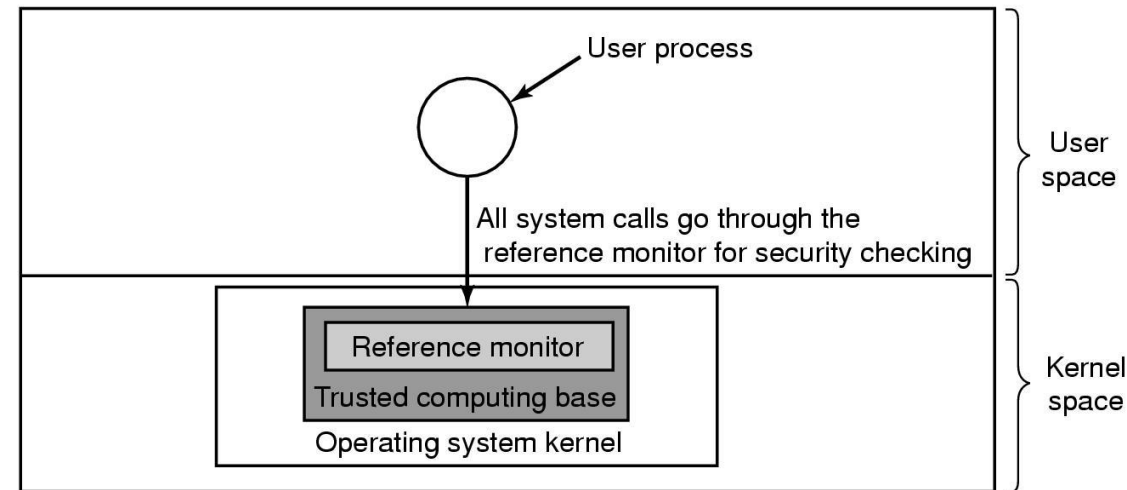 User process
User
space
All system calls go through the
reference monitor for security checking
Reference monitor
Trusted computing base
Operating system kernel
Kernel
space